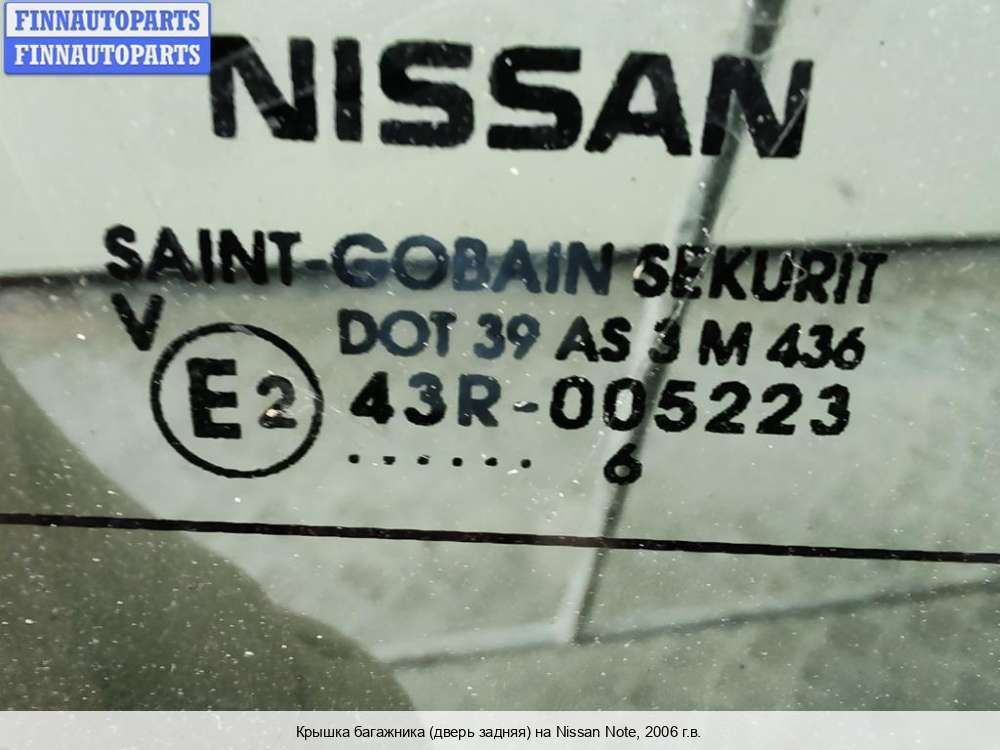 FINNAUTOPARTS
FINNAUTOPARTS
NISSAN
SAINT-GOBAIN SEKURIT
V
DOT 39 AS 3 M 436
E2
43R-005223
...... 6
Крышка багажника (дверь задняя) на Nissan Note, 2006 г.в.